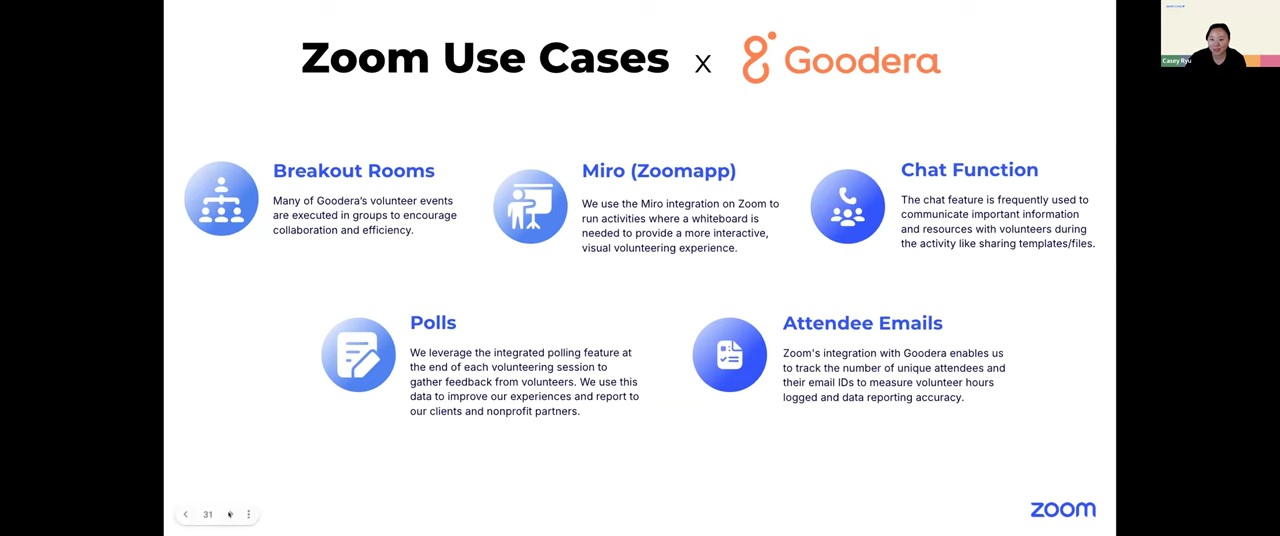 Zoom Use Cases x Goodera
Casey Ryu
Breakout Rooms
Many of Goodera's volunteer events
are executed in groups to encourage
collaboration and efficiency.
Miro (Zoomapp)
We use the Miro integration on Zoom to
run activities where a whiteboard is
needed to provide a more interactive,
visual volunteering experience.
Chat Function
The chat feature is frequently used to
communicate important information
and resources with volunteers during
the activity like sharing templates/files.
Polls
We leverage the integrated polling feature at
the end of each volunteering session to
gather feedback from volunteers. We use this
data to improve our experiences and report to
our clients and nonprofit partners.
Attendee Emails
Zoom's integration with Goodera enables us
to track the number of unique attendees and
their email IDs to measure volunteer hours
logged and data reporting accuracy.
31
zoom